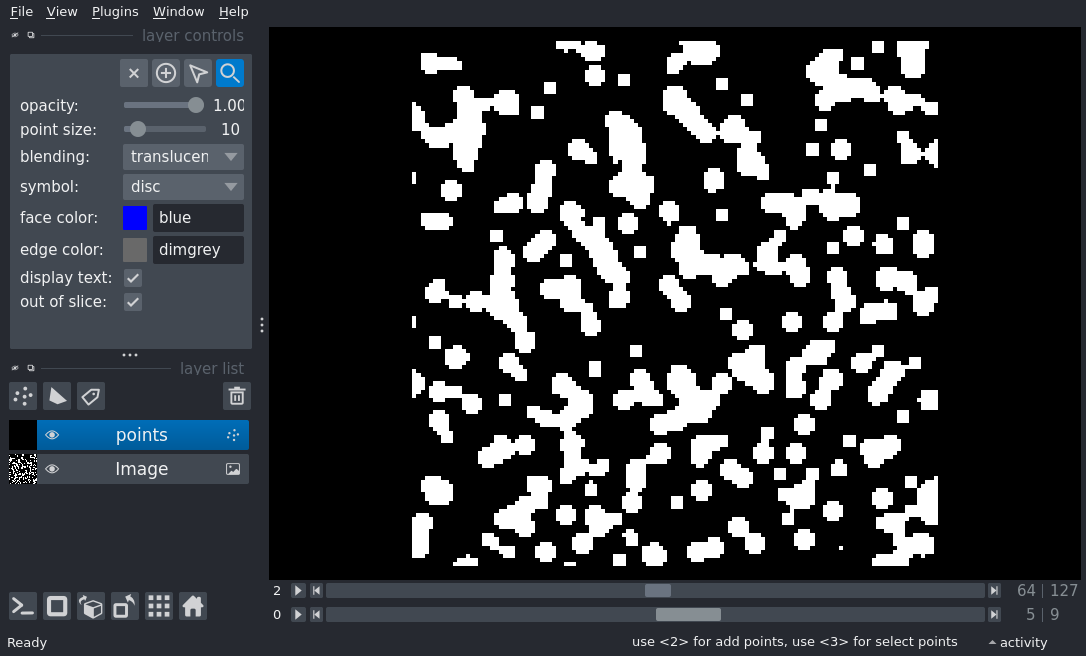 File View Plugins Window Help
layer controls
opacity: 1.00
point size: 10
blending: translucen
symbol: disc
face color: blue
edge color: dimgrey
display text:
out of slice:
layer list
points
Image
2 64 127
0 5 9
Ready use <2> for add points, use <3> for select points activity